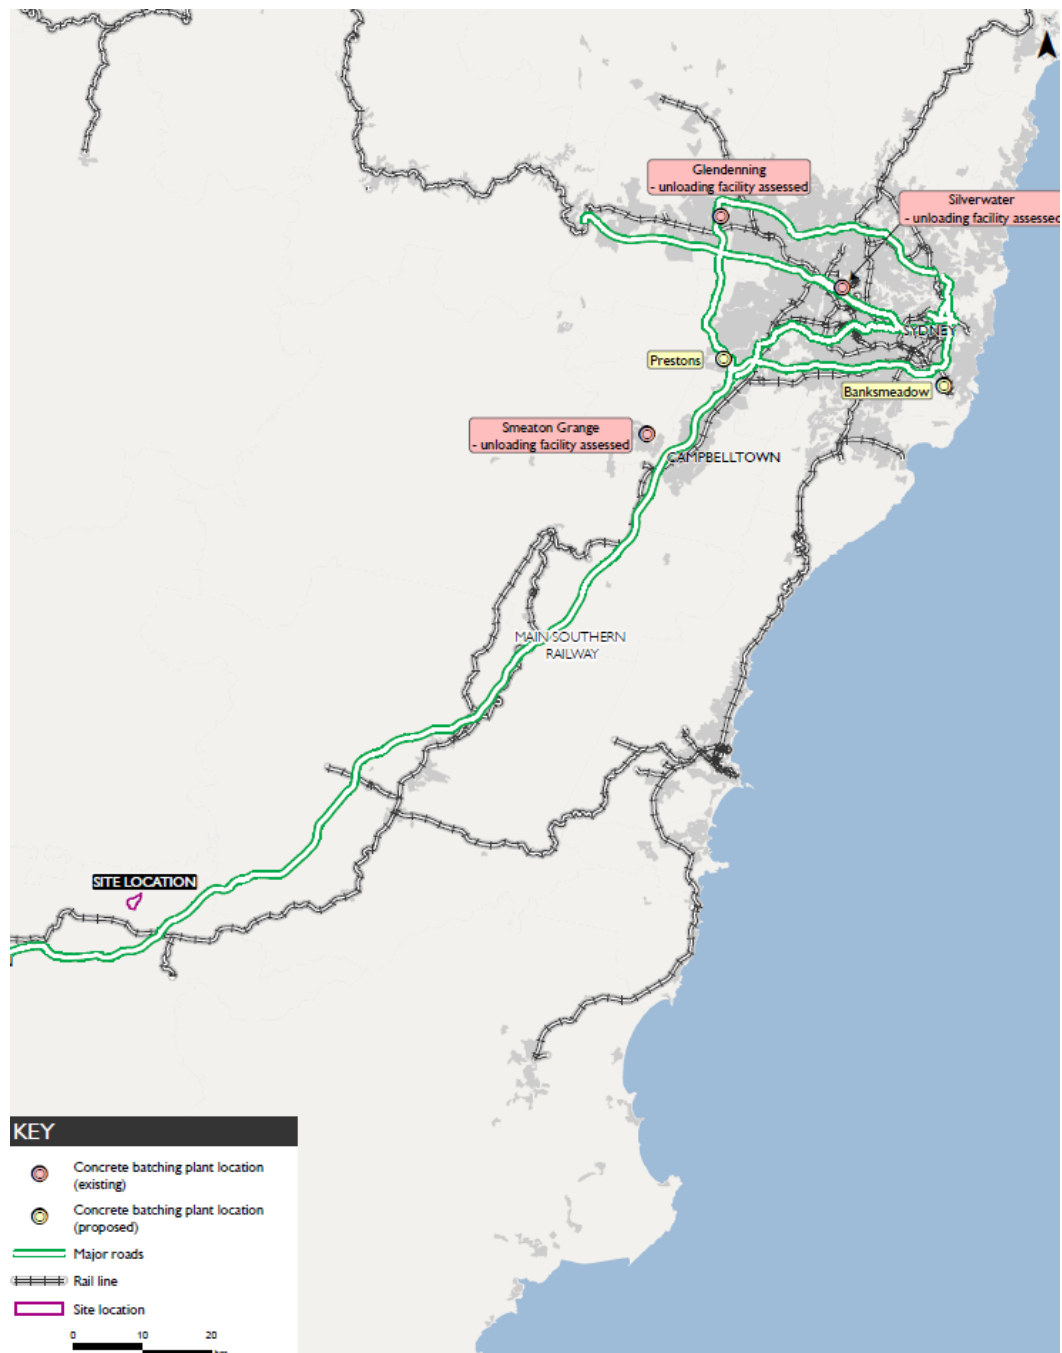 Glendenning
- unloading facility assessed
Silverwater
- unloading facility assessed
SYDNEY
Prestons
Banksmeadow
Smeaton Grange
- unloading facility assessed
CAMPBELLTOWN
MAIN SOUTHERN
RAILWAY
SITE LOCATION
KEY
Concrete batching plant location
(existing)
Concrete batching plant location
(proposed)
Major roads
Rail line
Site location
0 10 20